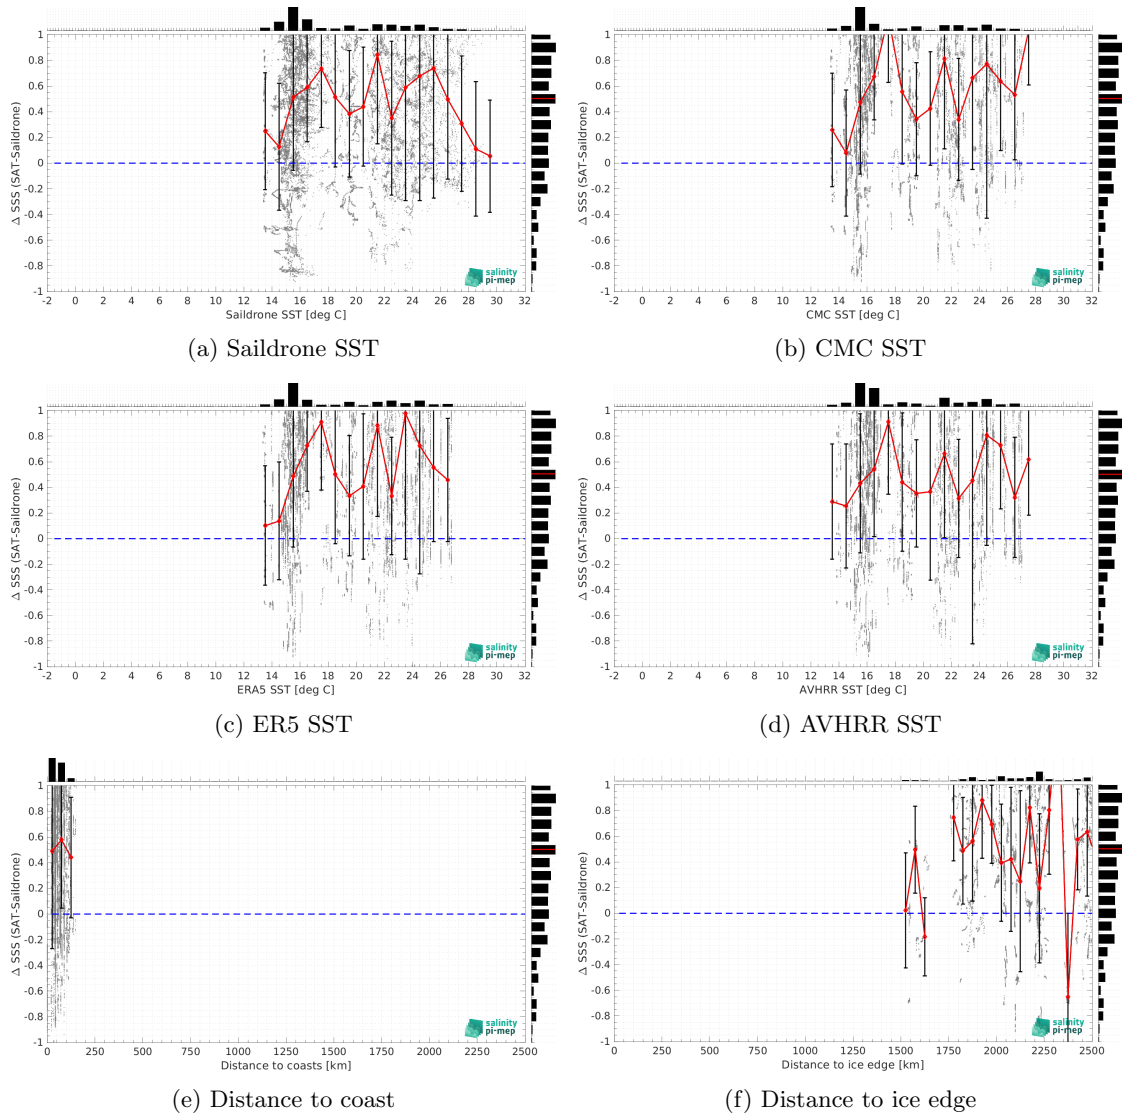 1
0.8
0.6
0.4
0.2
0
-0.2
-0.4
-0.6
-0.8
-1
Δ SSS (SAT-Saildrone)
-2 0 2 4 6 8 10 12 14 16 18 20 22 24 26 28 30 32
Saildrone SST [deg C]
salinity
pi-mep
(a) Saildrone SST
1
0.8
0.6
0.4
0.2
0
-0.2
-0.4
-0.6
-0.8
-1
Δ SSS (SAT-Saildrone)
-2 0 2 4 6 8 10 12 14 16 18 20 22 24 26 28 30 32
CMC SST [deg C]
salinity
pi-mep
(b) CMC SST
1
0.8
0.6
0.4
0.2
0
-0.2
-0.4
-0.6
-0.8
-1
Δ SSS (SAT-Saildrone)
-2 0 2 4 6 8 10 12 14 16 18 20 22 24 26 28 30 32
ERA5 SST [deg C]
salinity
pi-mep
(c) ER5 SST
1
0.8
0.6
0.4
0.2
0
-0.2
-0.4
-0.6
-0.8
-1
Δ SSS (SAT-Saildrone)
-2 0 2 4 6 8 10 12 14 16 18 20 22 24 26 28 30 32
AVHRR SST [deg C]
salinity
pi-mep
(d) AVHRR SST
1
0.8
0.6
0.4
0.2
0
-0.2
-0.4
-0.6
-0.8
-1
Δ SSS (SAT-Saildrone)
0 250 500 750 1000 1250 1500 1750 2000 2250 2500
Distance to coasts [km]
salinity
pi-mep
(e) Distance to coast
1
0.8
0.6
0.4
0.2
0
-0.2
-0.4
-0.6
-0.8
-1
Δ SSS (SAT-Saildrone)
0 250 500 750 1000 1250 1500 1750 2000 2250 2500
Distance to ice edge [km]
salinity
pi-mep
(f) Distance to ice edge